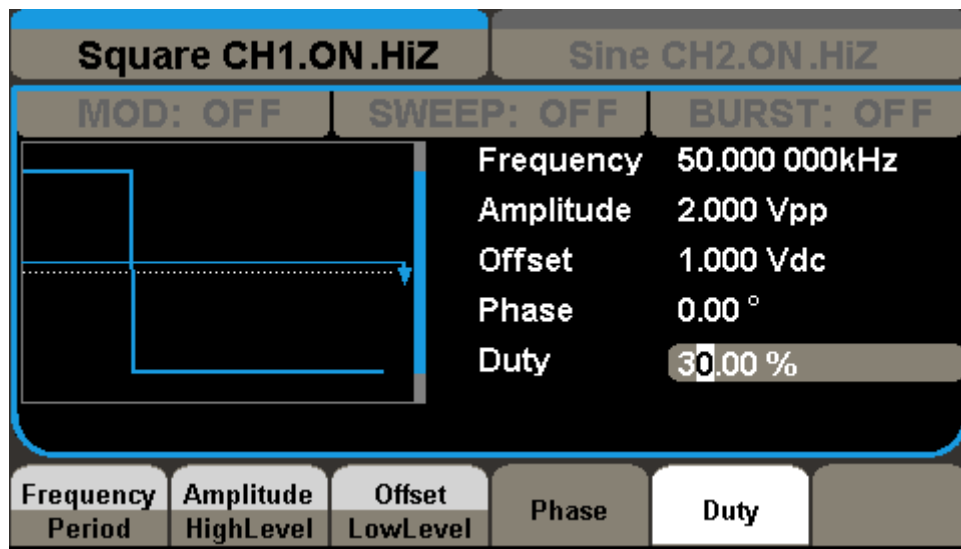 Square CH1.ON.HiZ Sine CH2.ON.HiZ
MOD: OFF SWEEP: OFF BURST: OFF
Frequency 50.000 000kHz
Amplitude 2.000 Vpp
Offset 1.000 Vdc
Phase 0.00 °
Duty 30.00 %
Frequency Amplitude Offset Phase Duty
Period HighLevel LowLevel